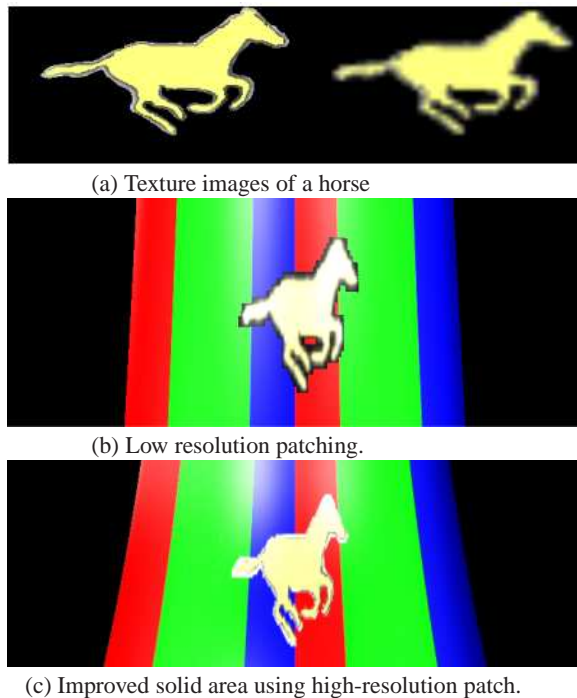 (a) Texture images of a horse
(b) Low resolution patching.
(c) Improved solid area using high-resolution patch.